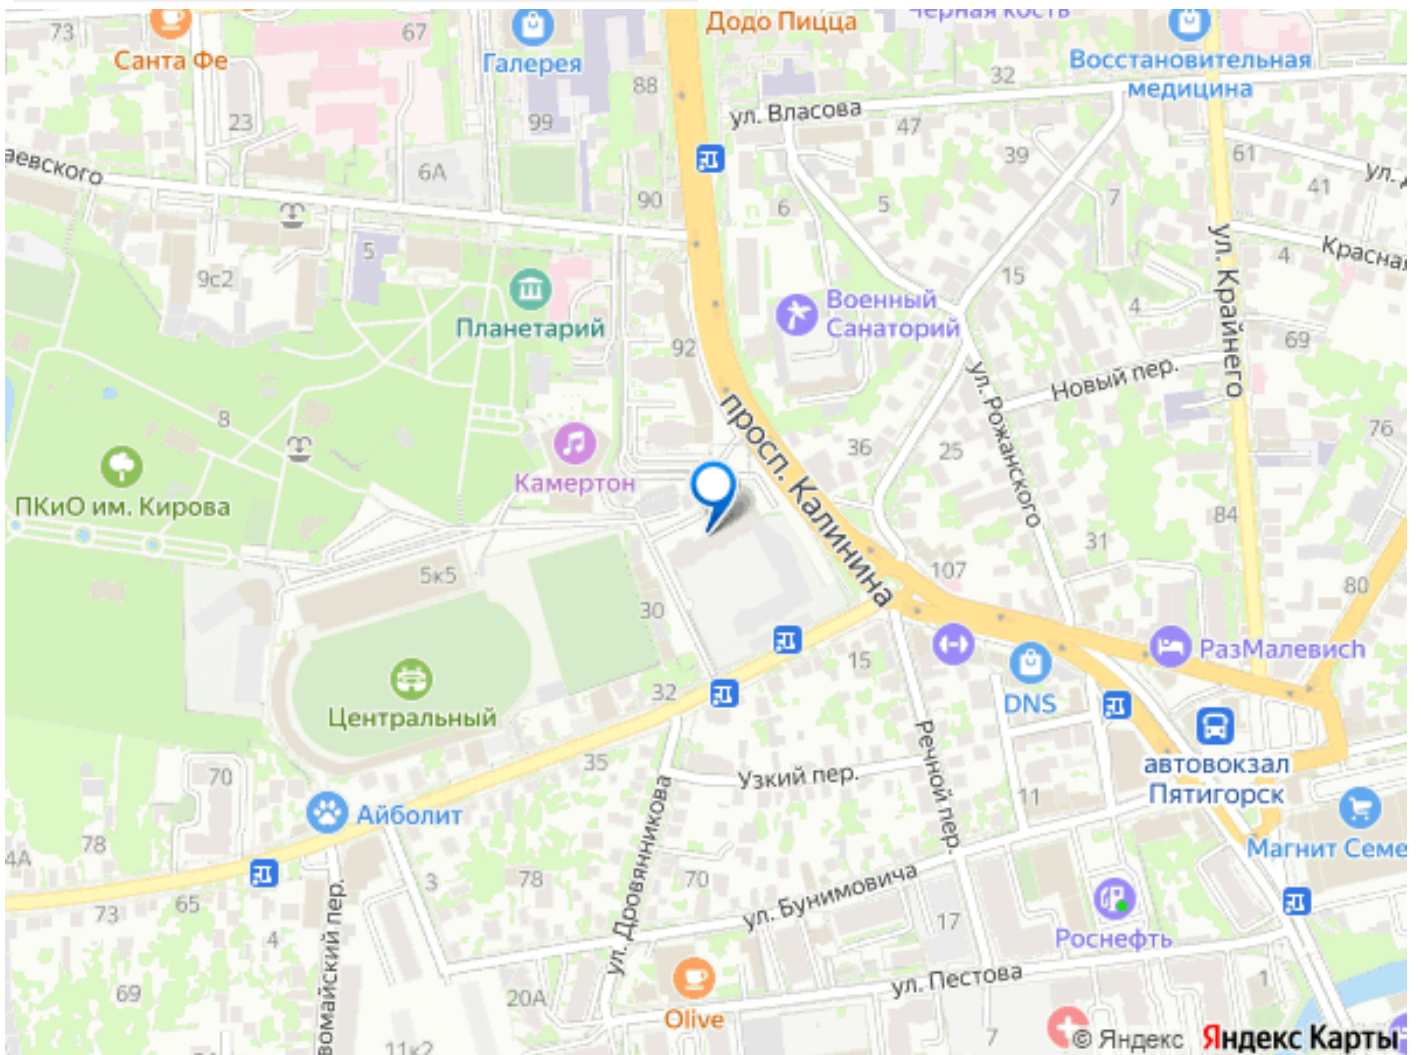 73
Санта Фе
67
Галерея
88
Додо Пицца
Черная кость
Восстановительная
медицина
32
ул. Власова
47
23
99
39
61
аевского
6А
90
6
5
7
41
ул. Д
ул. Крайнего
4
Красная
9с2
5
15
Планетарий
Военный
Санаторий
4
69
92
ул. Рожанского
Новый пер.
8
просп. Калинина
36
25
76
ПКиО им. Кирова
Камертон
84
31
5к5
107
80
30
15
РазМалевич
32
Центральный
DNS
35
Узкий пер.
Речной пер.
автовокзал
Пятигорск
70
11
Айболит
78
4А
Магнит Семе
3
78
ул. Дровянникова
70
ул. Бунимовича
73
65
4
вомайский пер.
17
Роснефть
69
20А
ул. Пестова
1
Olive
11к2
7
© Яндекс Яндекс Карты